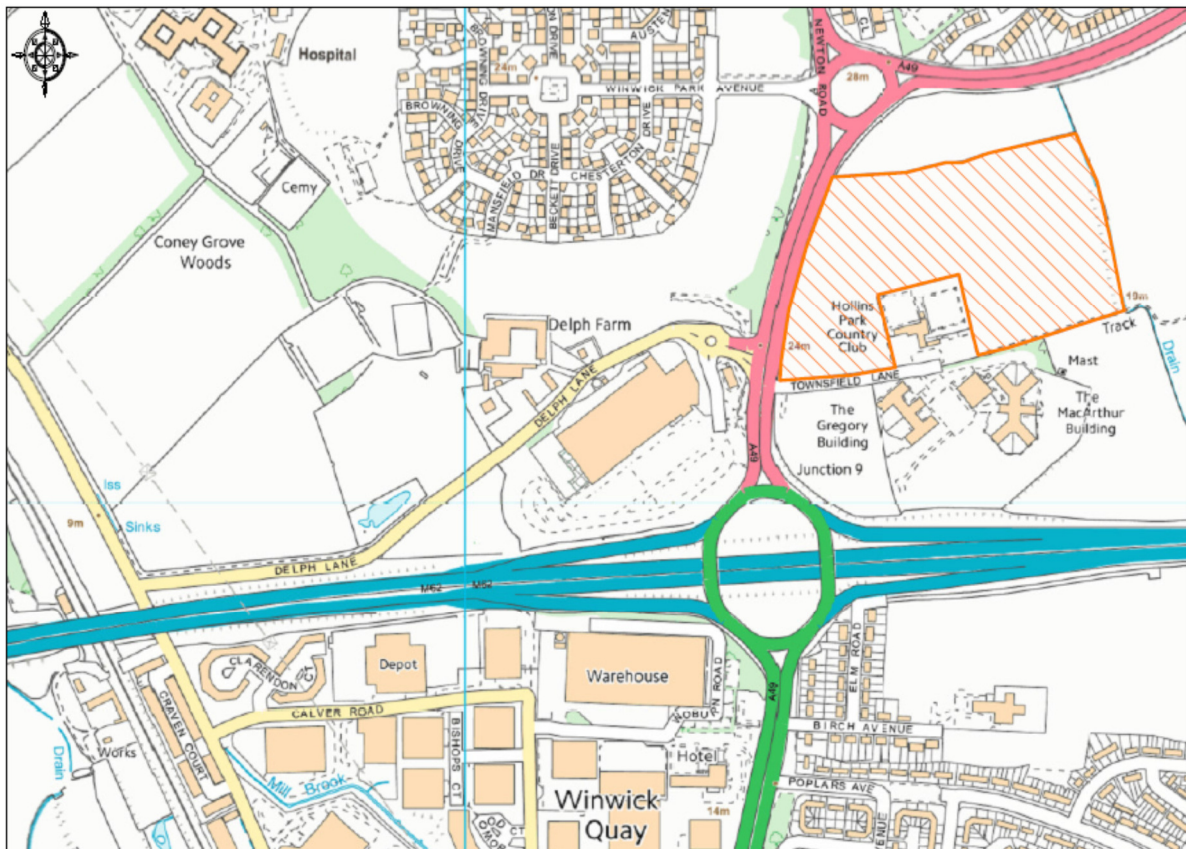 Hospital
24m
BROWNING DRIVE
AUSTEN
NEWTON ROAD
CL
A49
28m
WINWICK PARK AVENUE
BROWNING
DRIVE
MANSFIELD DR
BECKETT DRIVE
CHESTERTON
DRIVE
Cemy
Coney Grove
Woods
Hollins
Park
Country
Club
19m
Track
Delph Farm
24m
TOWNSFIELD LANE
Mast
Drain
DELPH LANE
The
Gregory
Building
The
MacArthur
Building
A49
Junction 9
Iss
Sinks
9m
DELPH LANE
M62
M62
CLARENDON
CT
Depot
Warehouse
ELM ROAD
A49
CALVER ROAD
CRAVEN COURT
BISHOPS CT
BIRCH AVENUE
Works
Drain
Mill Brook
Hotel
POPLARS AVE
Winwick
Quay
14m
CT